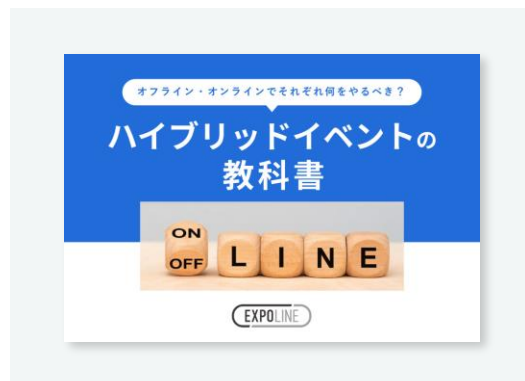 オフライン・オンラインでそれぞれ何をやるべき？
ハイブリッドイベントの
教科書
ON
OFF
L I N E
EXPOLINE